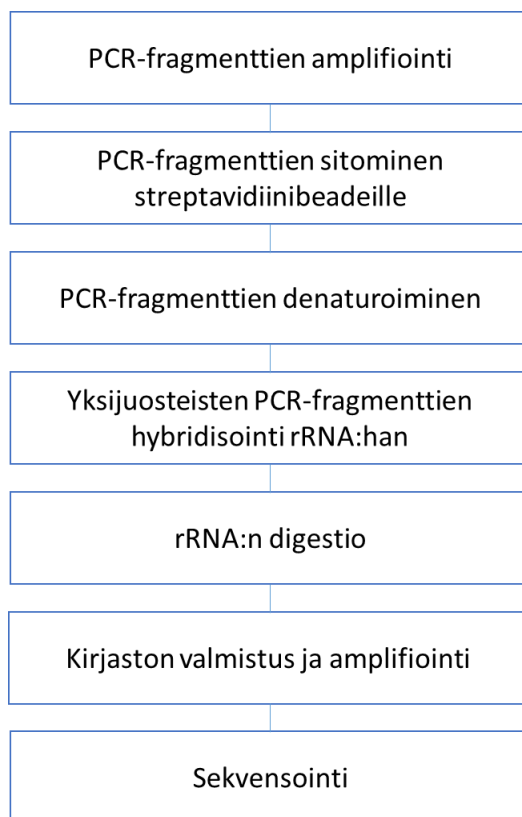 PCR-fragmenttien amplifiointi
PCR-fragmenttien sitominen
streptavidiinibeadeille
PCR-fragmenttien denaturoiminen
Yksijuosteisten PCR-fragmenttien
hybridisointi rRNA:han
rRNA:n digestio
Kirjaston valmistus ja amplifiointi
Sekvensointi